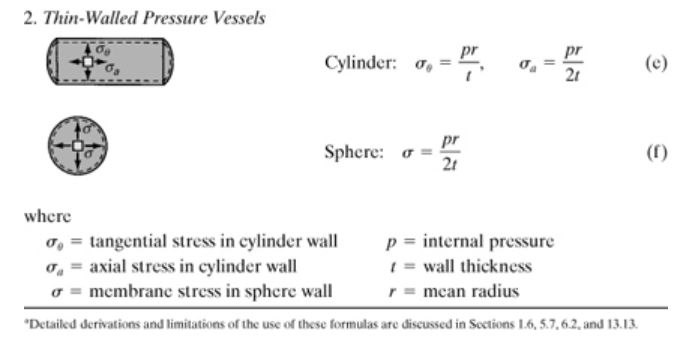 2. Thin-Walled Pressure Vessels
σθ
σa
Cylinder: σθ = pr/t, σa = pr/2t (e)
σ
σ
Sphere: σ = pr/2t (f)
where
σθ = tangential stress in cylinder wall p = internal pressure
σa = axial stress in cylinder wall t = wall thickness
σ = membrane stress in sphere wall r = mean radius
ᵃDetailed derivations and limitations of the use of these formulas are discussed in Sections 1.6, 5.7, 6.2, and 13.13.